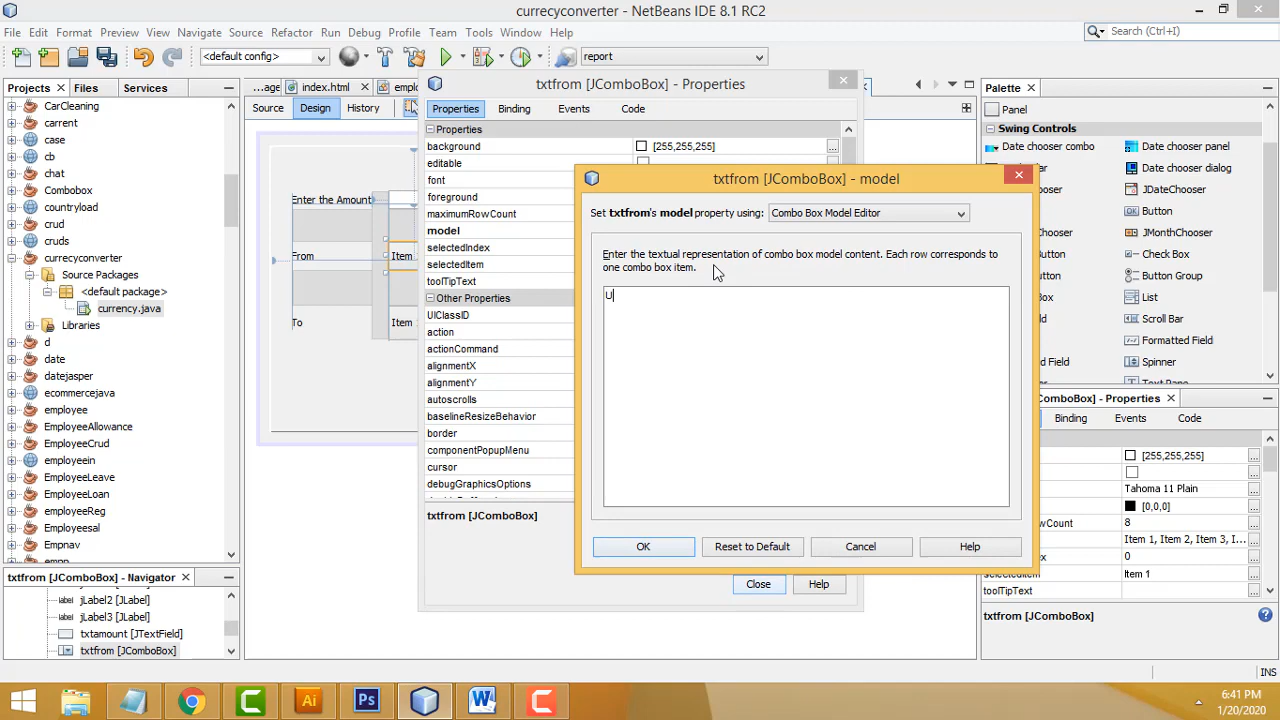 currecyconverter - NetBeans IDE 8.1 RC2
File Edit Format Preview View Navigate Source Refactor Run Debug Profile Team Tools Window Help
Search (Ctrl+I)
<default config>
report
Projects Files Services
CarCleaning
carrent
case
cb
chat
Combobox
countryload
crud
cruds
currecyconverter
Source Packages
<default package>
currency.java
Libraries
d
date
datejasper
ecommercejava
employee
EmployeeAllowance
EmployeeCrud
employeein
EmployeeLeave
EmployeeLoan
employeeReg
Employeesal
Empnav
txtfrom [JComboBox] - Navigator
jLabel2 [JLabel]
jLabel3 [JLabel]
txtamount [JTextField]
txtfrom [JComboBox]
...age index.html
Source Design History
Enter the Amount
From
Item
To
Item
txtfrom [JComboBox] - Properties
Properties Binding Events Code
Properties
background [255,255,255] ...
editable
font
foreground
maximumRowCount
model
selectedIndex
selectedItem
toolTipText
Other Properties
UIClassID
action
actionCommand
alignmentX
alignmentY
autoscrolls
baselineResizeBehavior
border
componentPopupMenu
cursor
debugGraphicsOptions
txtfrom [JComboBox]
Close Help
txtfrom [JComboBox] - model
Set txtfrom's model property using: Combo Box Model Editor
Enter the textual representation of combo box model content. Each row corresponds to
one combo box item.
U
OK Reset to Default Cancel Help
Palette
Panel
Swing Controls
Date chooser combo Date chooser panel
Date chooser dialog
JDateChooser
Button
JMonthChooser
Check Box
Button Group
List
Scroll Bar
Formatted Field
Spinner
Text Pane
omboBox] - Properties
Binding Events Code
[255,255,255] ...
...
Tahoma 11 Plain ...
[0,0,0] ...
wCount 8 ...
Item 1, Item 2, Item 3, I... ...
0 ...
selectedItem Item 1 ...
toolTipText ...
txtfrom [JComboBox]
INS
6:41 PM
1/20/2020